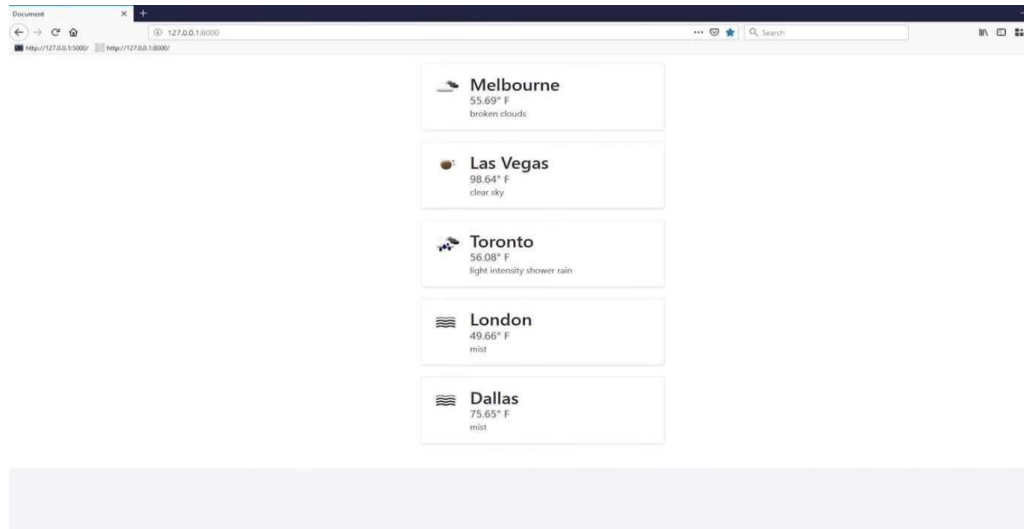 Document
127.0.0.1:8000
Search
http://127.0.0.1:5000/ http://127.0.0.1:8000/
Melbourne
55.69° F
broken clouds
Las Vegas
98.64° F
clear sky
Toronto
56.08° F
light intensity shower rain
London
49.66° F
mist
Dallas
75.65° F
mist